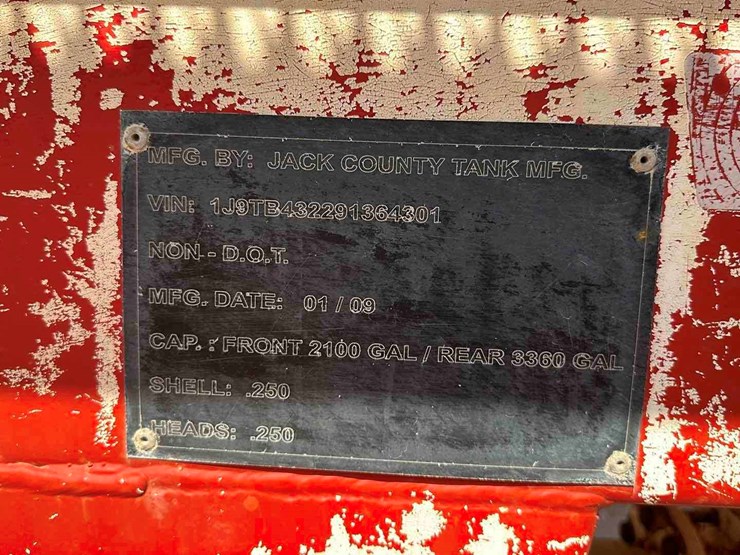 MFG. BY: JACK COUNTY TANK MFG.
VIN: 1J9TB432291364301
NON - D.O.T.
MFG. DATE: 01 / 09
CAP. : FRONT 2100 GAL / REAR 3360 GAL
SHELL: .250
HEADS: .250